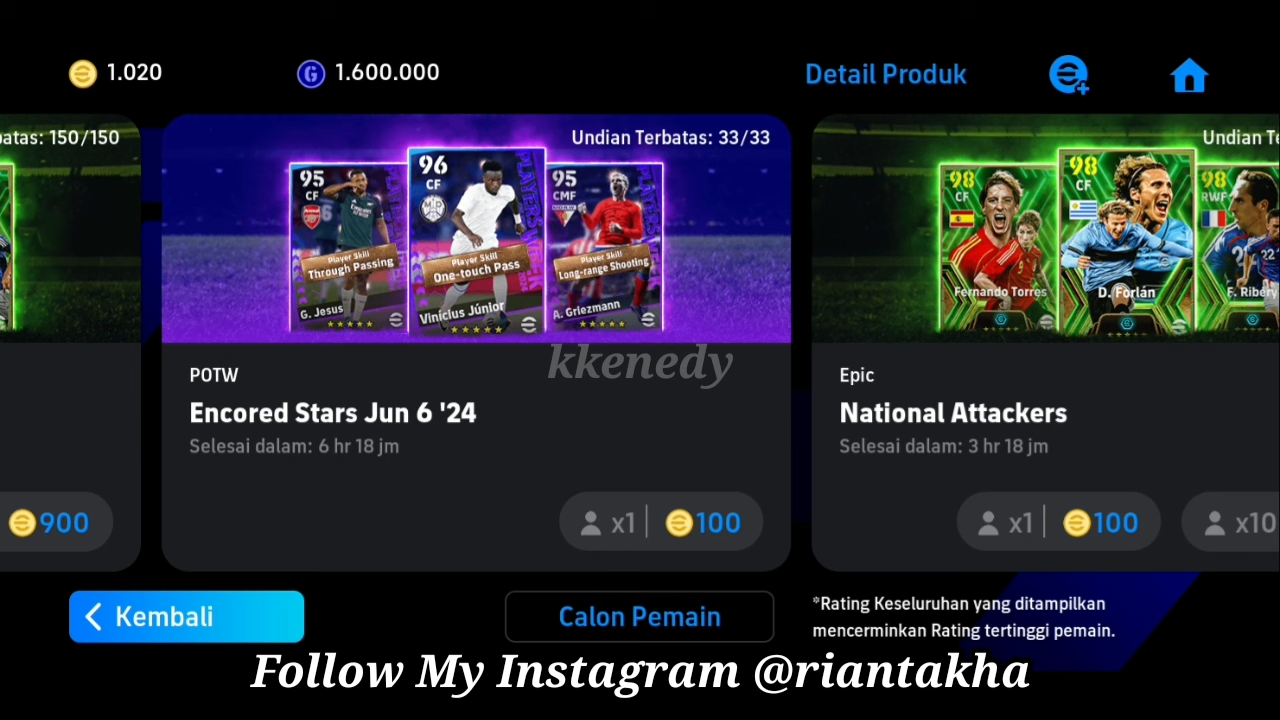 1.020
1.600.000
Detail Produk
batas: 150/150
Undian Terbatas: 33/33
Undian Te
95
CF
Player Skill
Through Passing
G. Jesus
96
CF
Player Skill
One-touch Pass
Vinícius Júnior
95
CMF
Player Skill
Long-range Shooting
A. Griezmann
98
CF
Fernando Torres
98
CF
D. Forlán
98
RWF
F. Ribéry
kkenedy
POTW
Encored Stars Jun 6 '24
Selesai dalam: 6 hr 18 jm
Epic
National Attackers
Selesai dalam: 3 hr 18 jm
900
x1
100
x1
100
x10
Kembali
Calon Pemain
*Rating Keseluruhan yang ditampilkan
mencerminkan Rating tertinggi pemain.
Follow My Instagram @riantakha